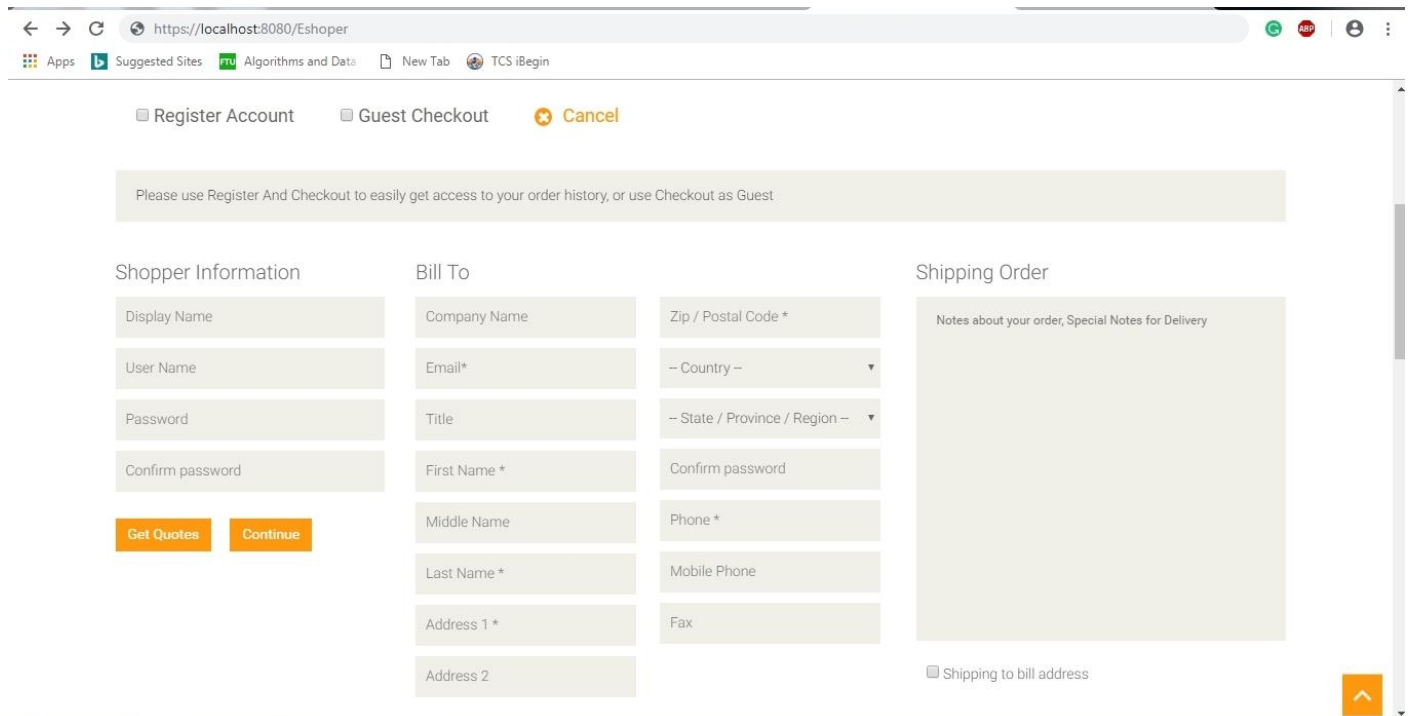 https://localhost:8080/Eshoper
ABP
Apps
FTU
Suggested Sites
Algorithms and Data
New Tab
TCS iBegin
Register Account
Guest Checkout
Cancel
Please use Register And Checkout to easily get access to your order history, or use Checkout as Guest
Shopper Information
Display Name
User Name
Password
Confirm password
Get Quotes
Continue
Bill To
Company Name
Email*
Title
First Name *
Middle Name
Last Name *
Address 1 *
Address 2
Zip / Postal Code *
-- Country --
-- State / Province / Region --
Confirm password
Phone *
Mobile Phone
Fax
Shipping Order
Notes about your order, Special Notes for Delivery
Shipping to bill address